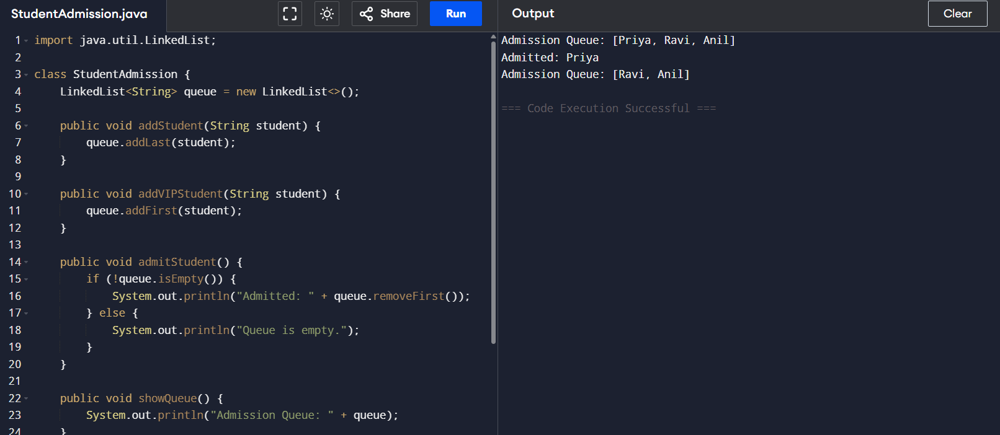 StudentAdmission.java
Share
Run
Output
Clear
1 import java.util.LinkedList;
2
3 class StudentAdmission {
4     LinkedList<String> queue = new LinkedList<>();
5
6     public void addStudent(String student) {
7         queue.addLast(student);
8     }
9
10     public void addVIPStudent(String student) {
11         queue.addFirst(student);
12     }
13
14     public void admitStudent() {
15         if (!queue.isEmpty()) {
16             System.out.println("Admitted: " + queue.removeFirst());
17         } else {
18             System.out.println("Queue is empty.");
19         }
20     }
21
22     public void showQueue() {
23         System.out.println("Admission Queue: " + queue);
24     }
Admission Queue: [Priya, Ravi, Anil]
Admitted: Priya
Admission Queue: [Ravi, Anil]
=== Code Execution Successful ===